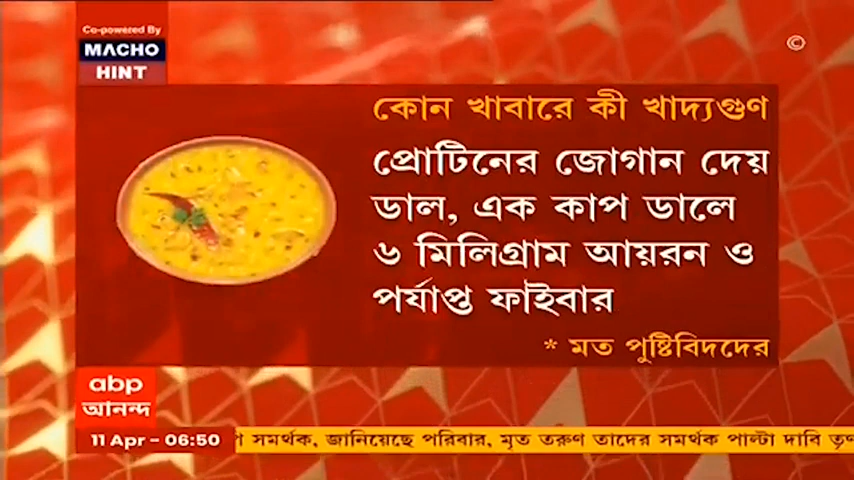 Co-powered By
MACHO
HINT
©
কোন খাবারে কী খাদ্যগুণ
প্রোটিনের জোগান দেয়
ডাল, এক কাপ ডালে
৬ মিলিগ্রাম আয়রন ও
পর্যাপ্ত ফাইবার
* মত পুষ্টিবিদদের
abp
আনন্দ
11 Apr - 06:50
সমর্থক, জানিয়েছে পরিবার, মৃত তরুণ তাদের সমর্থক পাল্টা দাবি